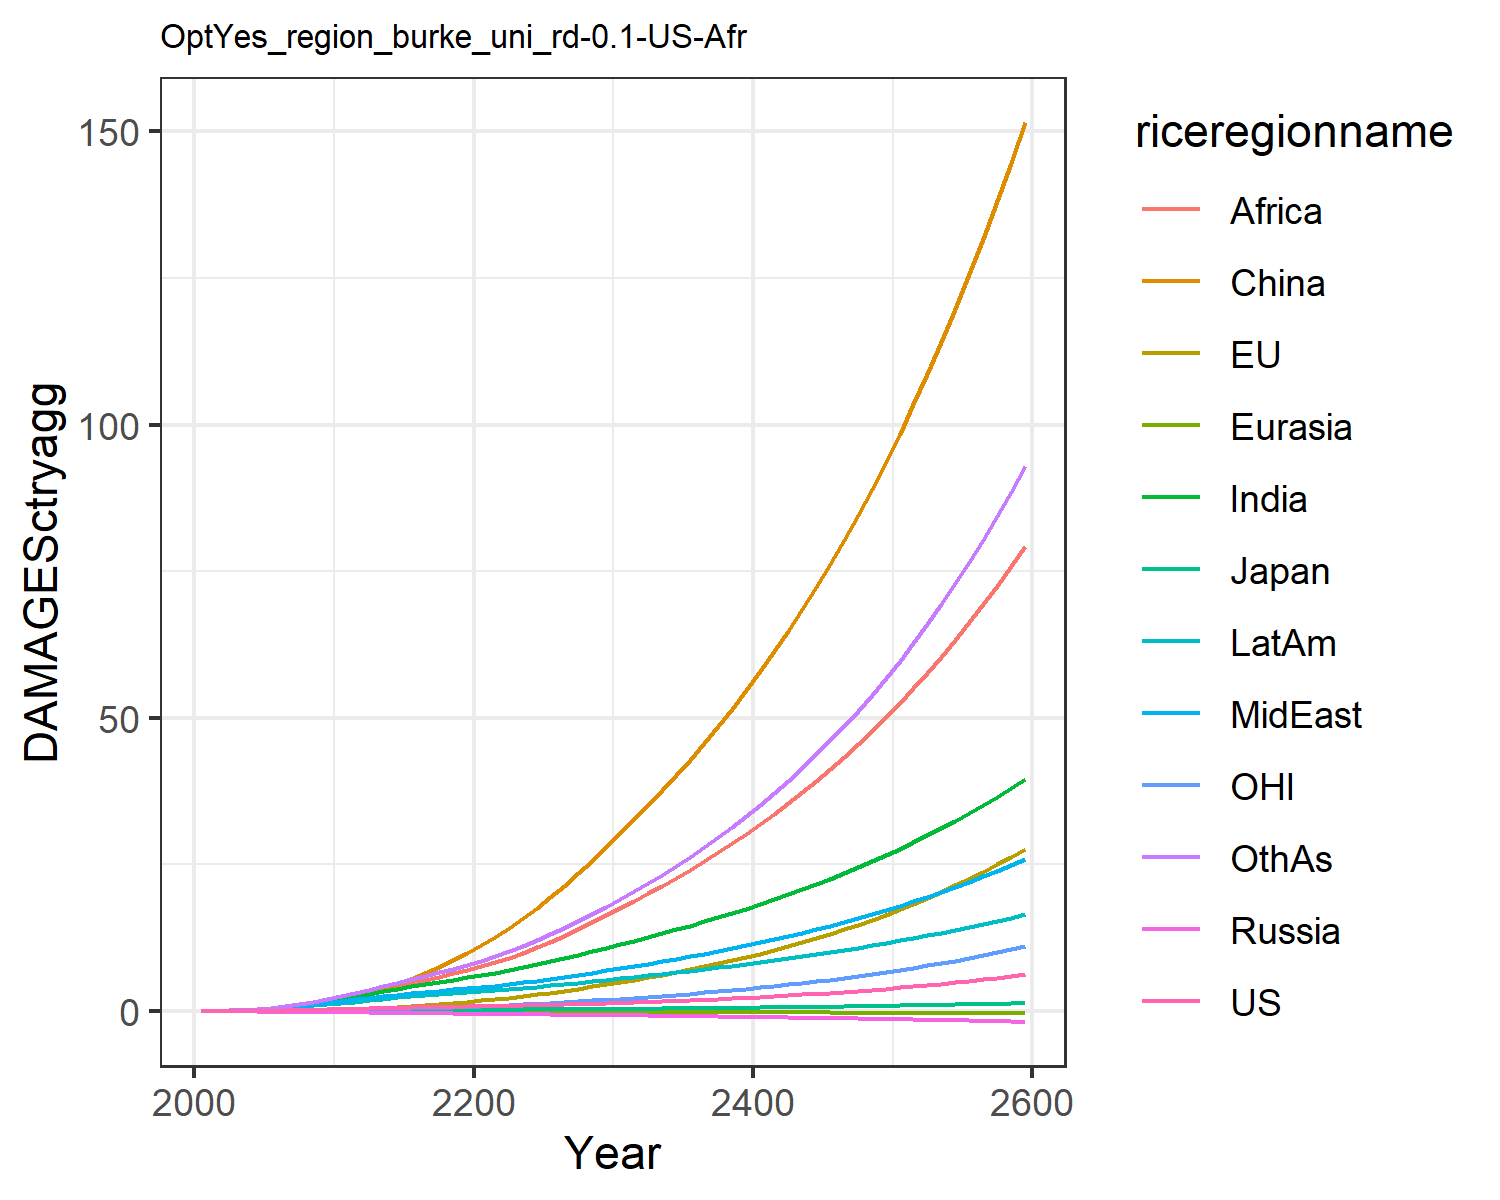 OptYes_region_burke_uni_rd-0.1-US-Afr
150
100
50
0
DAMAGESctryagg
2000 2200 2400 2600
Year
riceregionname
Africa
China
EU
Eurasia
India
Japan
LatAm
MidEast
OHI
OthAs
Russia
US